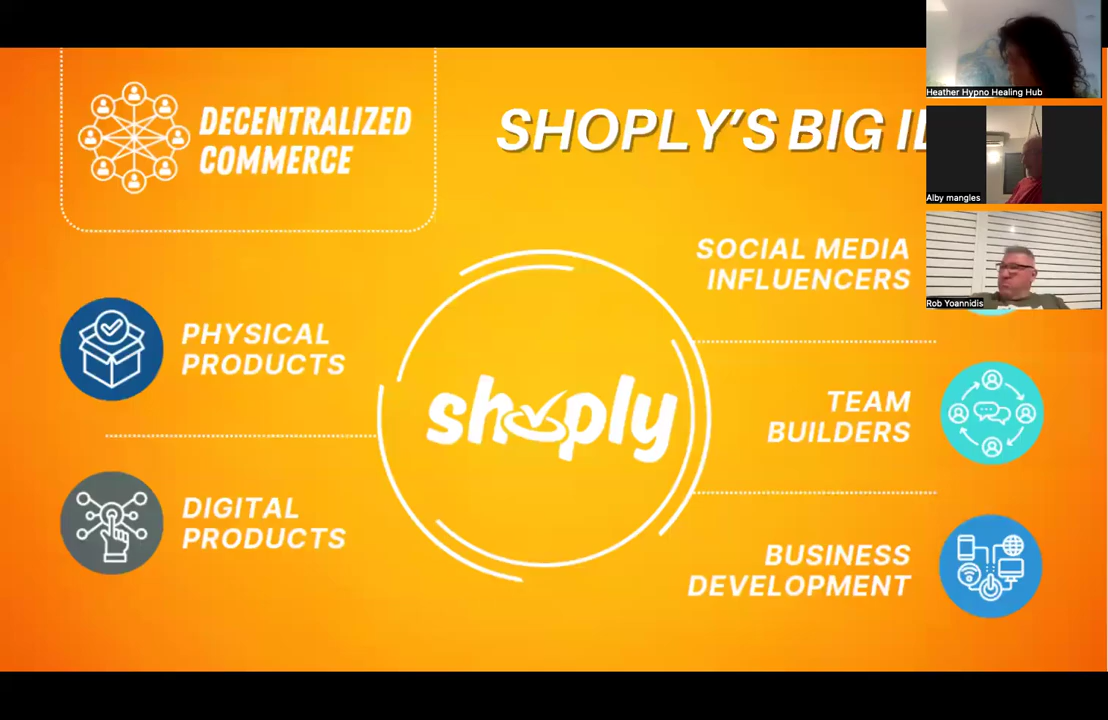 DECENTRALIZED
COMMERCE
SHOPLY'S BIG
SOCIAL MEDIA
INFLUENCERS
PHYSICAL
PRODUCTS
shoply
TEAM
BUILDERS
DIGITAL
PRODUCTS
BUSINESS
DEVELOPMENT
Heather Hypno Healing Hub
Alby mangles
Rob Yoannidis